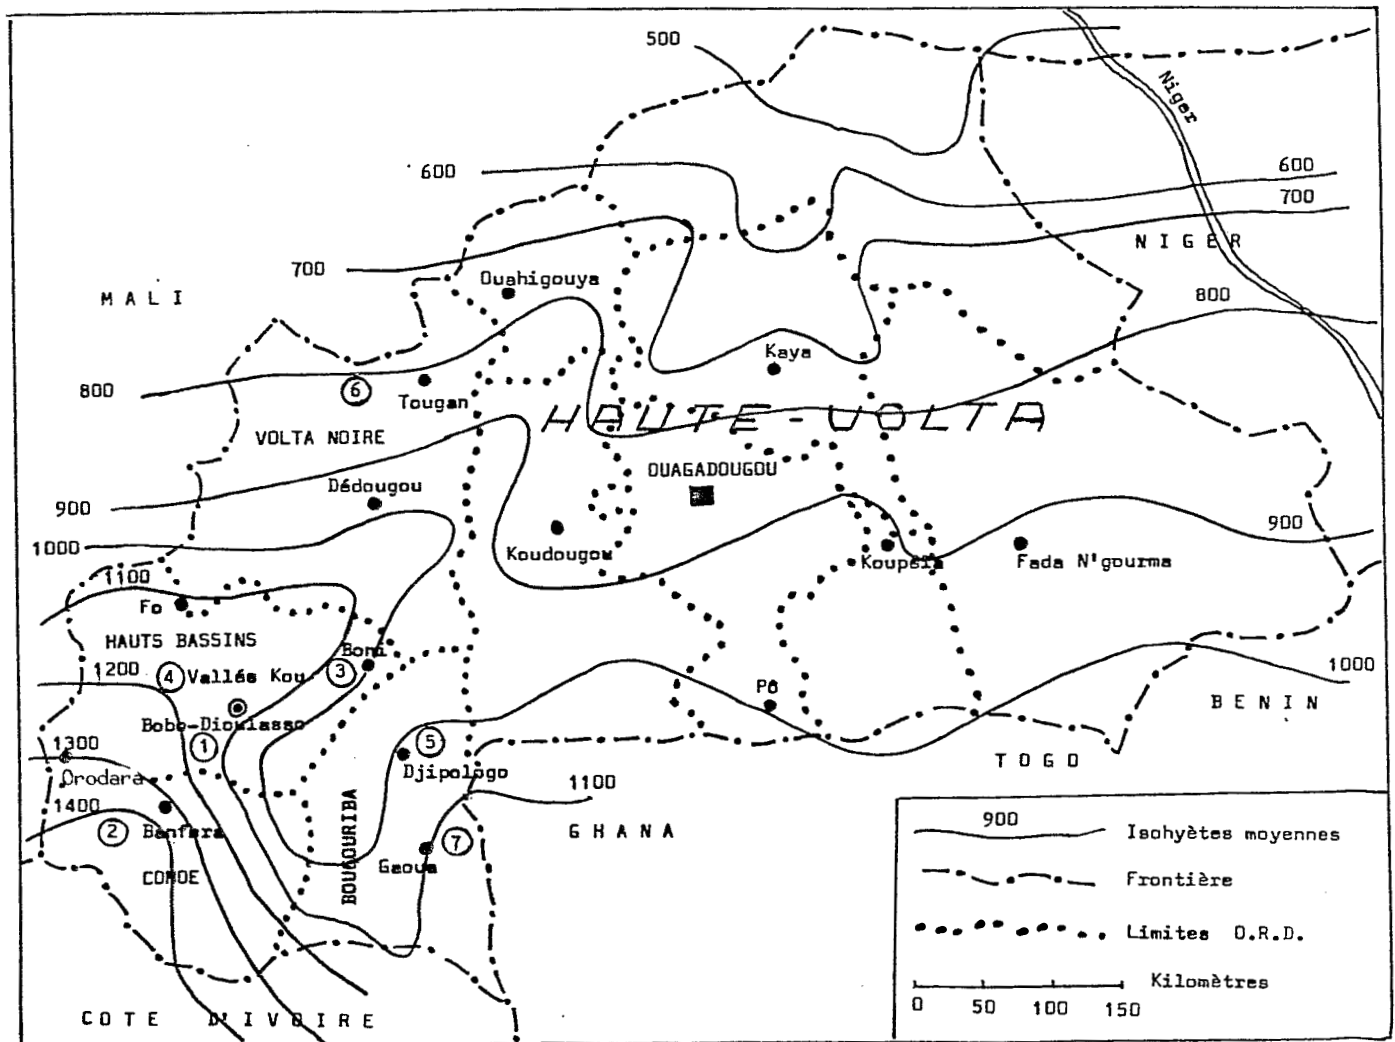 500
Niger
600
600
700
NIGER
700
Ouahigouya
MALI
800
Kaya
800
6
Tougan
HAUTE-VOLTA
VOLTA NOIRE
OUAGADOUGOU
Dédougou
900
900
Koudougou
Koupéla
Fada N'gourma
1000
1100
Fo
HAUTS BASSINS
Boni
1200
4
Vallée Kou
3
1000
Pô
BENIN
Bobo-Dioulasso
1
5
1300
TOGO
Orodara
Djipologo
1100
1400
2
Banfora
BOUGOURIBA
GHANA
7
Gaoua
COMOE
COTE D'IVOIRE
900
Isohyètes moyennes
Frontière
Limites O.R.D.
Kilomètres
0 50 100 150